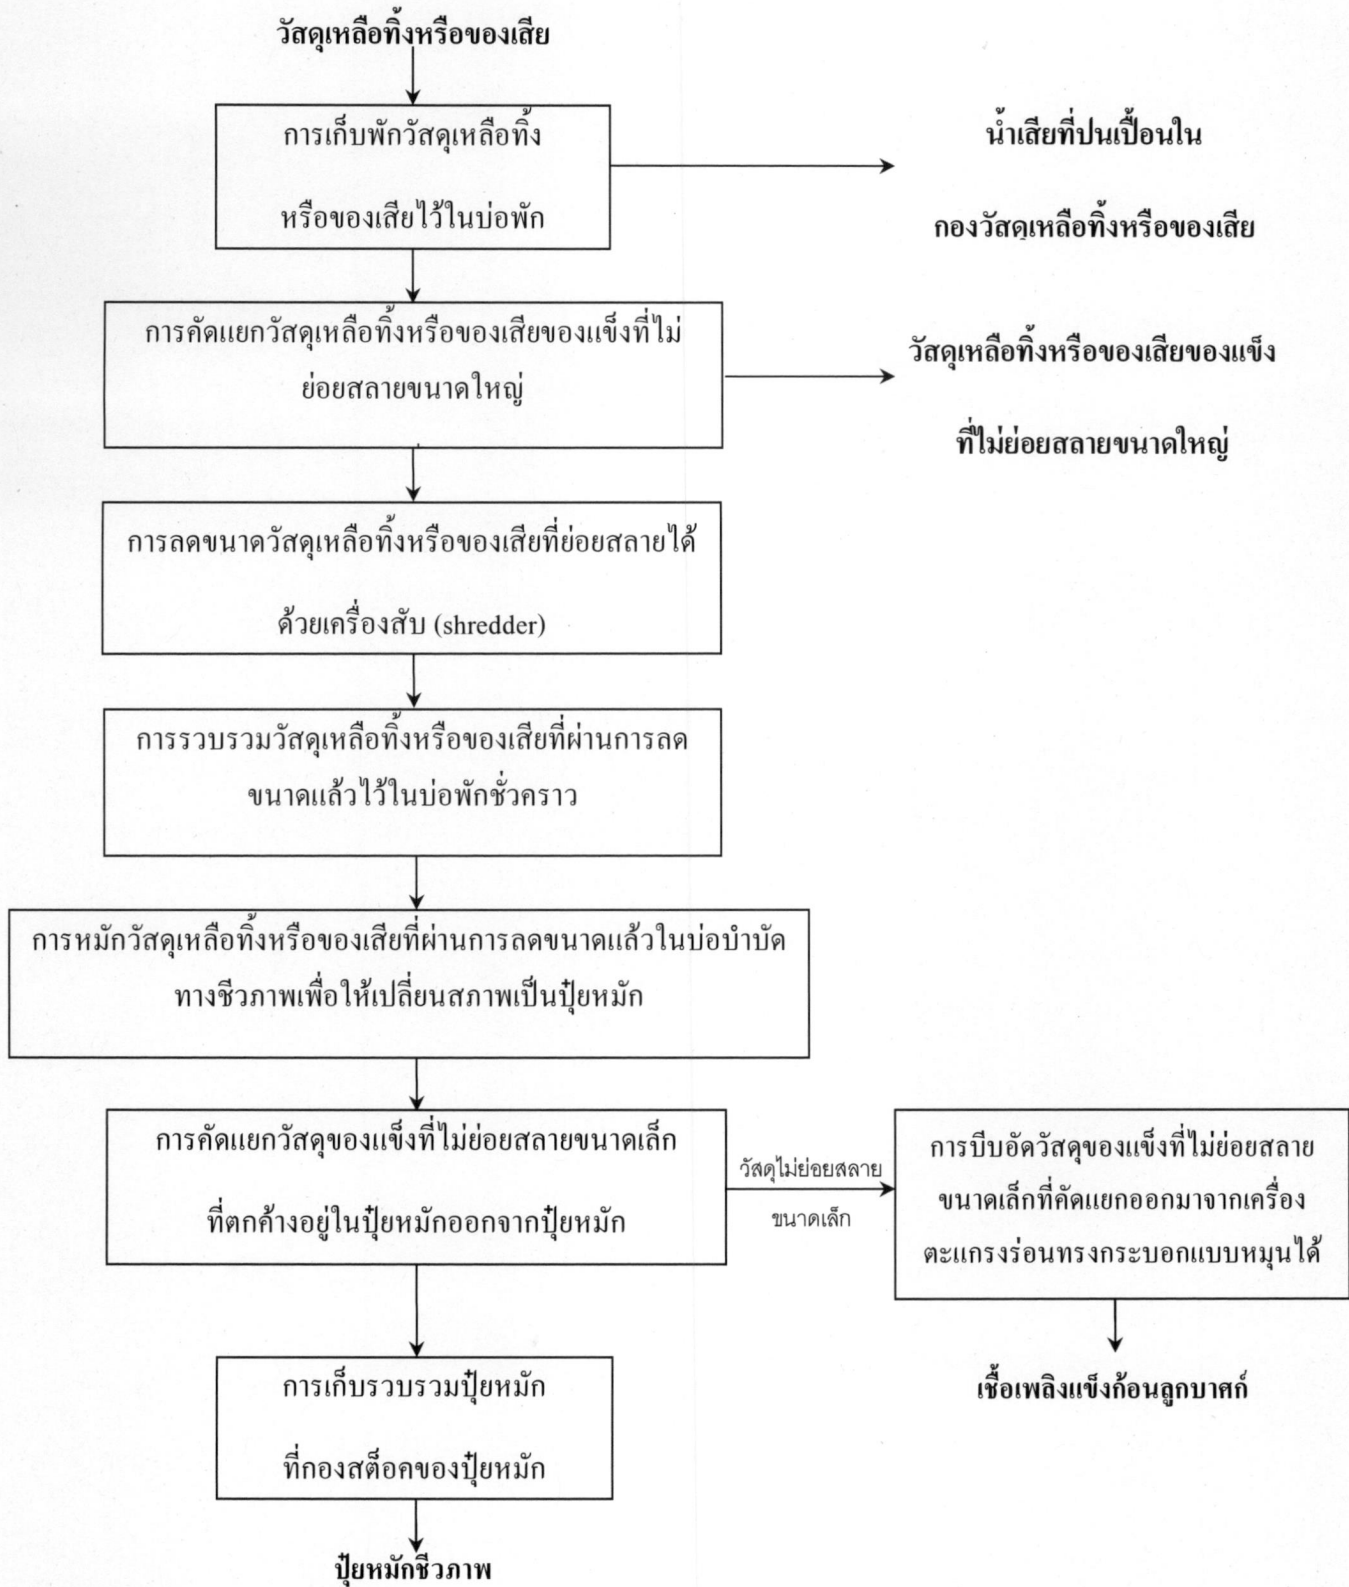 วัสดุเหลือทิ้งหรือของเสีย
การเก็บพักวัสดุเหลือทิ้ง
หรือของเสียไว้ในบ่อพัก
น้ำเสียที่ปนเปื้อนใน
กองวัสดุเหลือทิ้งหรือของเสีย
การคัดแยกวัสดุเหลือทิ้งหรือของเสียของแข็งที่ไม่
ย่อยสลายขนาดใหญ่
วัสดุเหลือทิ้งหรือของเสียของแข็ง
ที่ไม่ย่อยสลายขนาดใหญ่
การลดขนาดวัสดุเหลือทิ้งหรือของเสียที่ย่อยสลายได้
ด้วยเครื่องสับ (shredder)
การรวบรวมวัสดุเหลือทิ้งหรือของเสียที่ผ่านการลด
ขนาดแล้วไว้ในบ่อพักชั่วคราว
การหมักวัสดุเหลือทิ้งหรือของเสียที่ผ่านการลดขนาดแล้วในบ่อบำบัด
ทางชีวภาพเพื่อให้เปลี่ยนสภาพเป็นปุ๋ยหมัก
การคัดแยกวัสดุของแข็งที่ไม่ย่อยสลายขนาดเล็ก
ที่ตกค้างอยู่ในปุ๋ยหมักออกจากปุ๋ยหมัก
วัสดุไม่ย่อยสลาย
ขนาดเล็ก
การบีบอัดวัสดุของแข็งที่ไม่ย่อยสลาย
ขนาดเล็กที่คัดแยกออกมาจากเครื่อง
ตะแกรงร่อนทรงกระบอกแบบหมุนได้
เชื้อเพลิงแข็งก้อนลูกบาศก์
การเก็บรวบรวมปุ๋ยหมัก
ที่กองสต็อคของปุ๋ยหมัก
ปุ๋ยหมักชีวภาพ